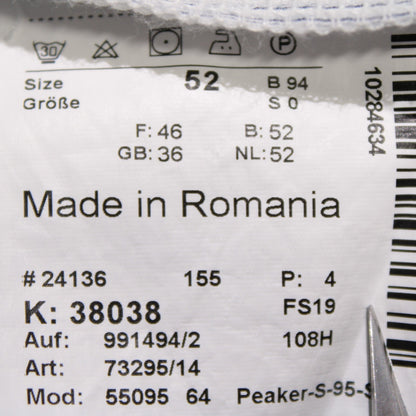 30 P
Size 52 B 94
Größe S 0
F: 46 B: 52
GB: 36 NL: 52
Made in Romania
# 24136 155 P: 4
K: 38038 FS19
Auf: 991494/2 108H
Art: 73295/14
Mod: 55095 64 Peaker-S-95-S
10284634